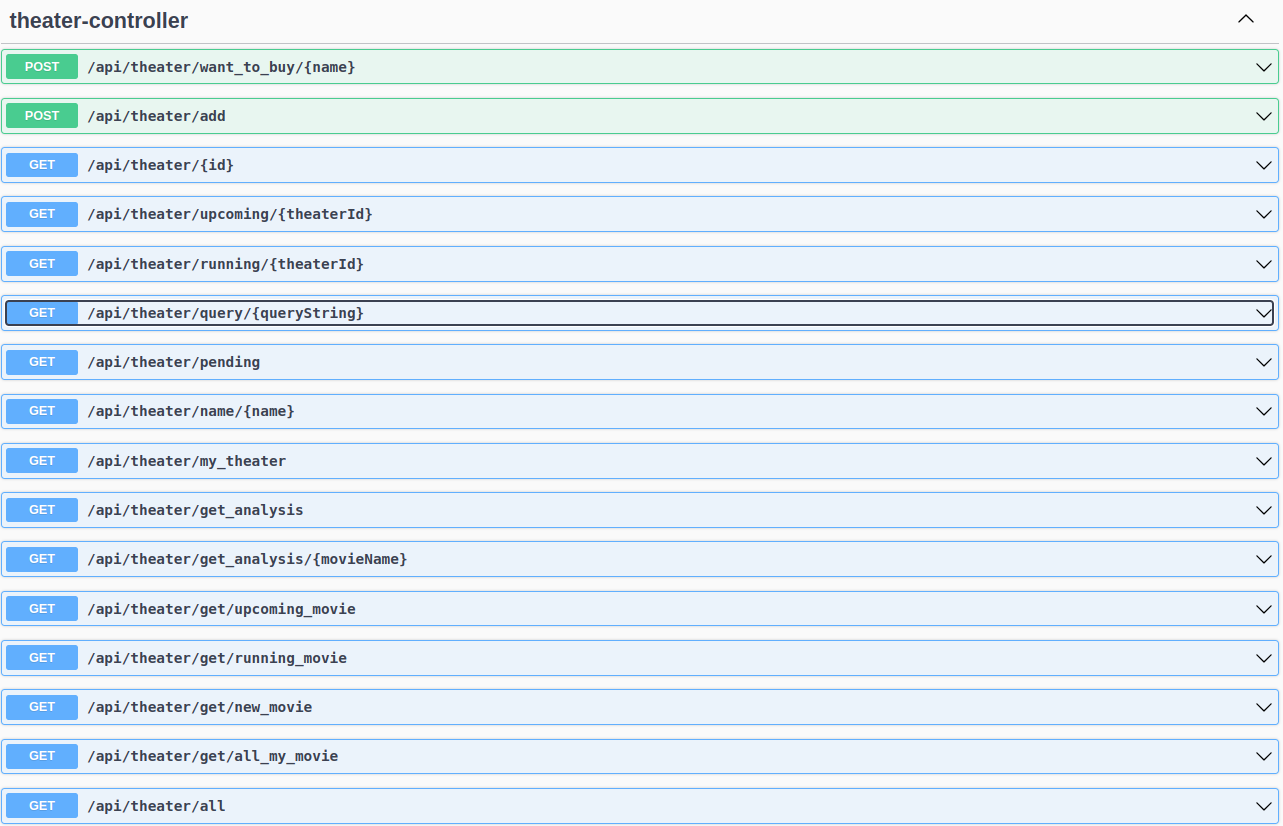 theater-controller
POST /api/theater/want_to_buy/{name}
POST /api/theater/add
GET /api/theater/{id}
GET /api/theater/upcoming/{theaterId}
GET /api/theater/running/{theaterId}
GET /api/theater/query/{queryString}
GET /api/theater/pending
GET /api/theater/name/{name}
GET /api/theater/my_theater
GET /api/theater/get_analysis
GET /api/theater/get_analysis/{movieName}
GET /api/theater/get/upcoming_movie
GET /api/theater/get/running_movie
GET /api/theater/get/new_movie
GET /api/theater/get/all_my_movie
GET /api/theater/all